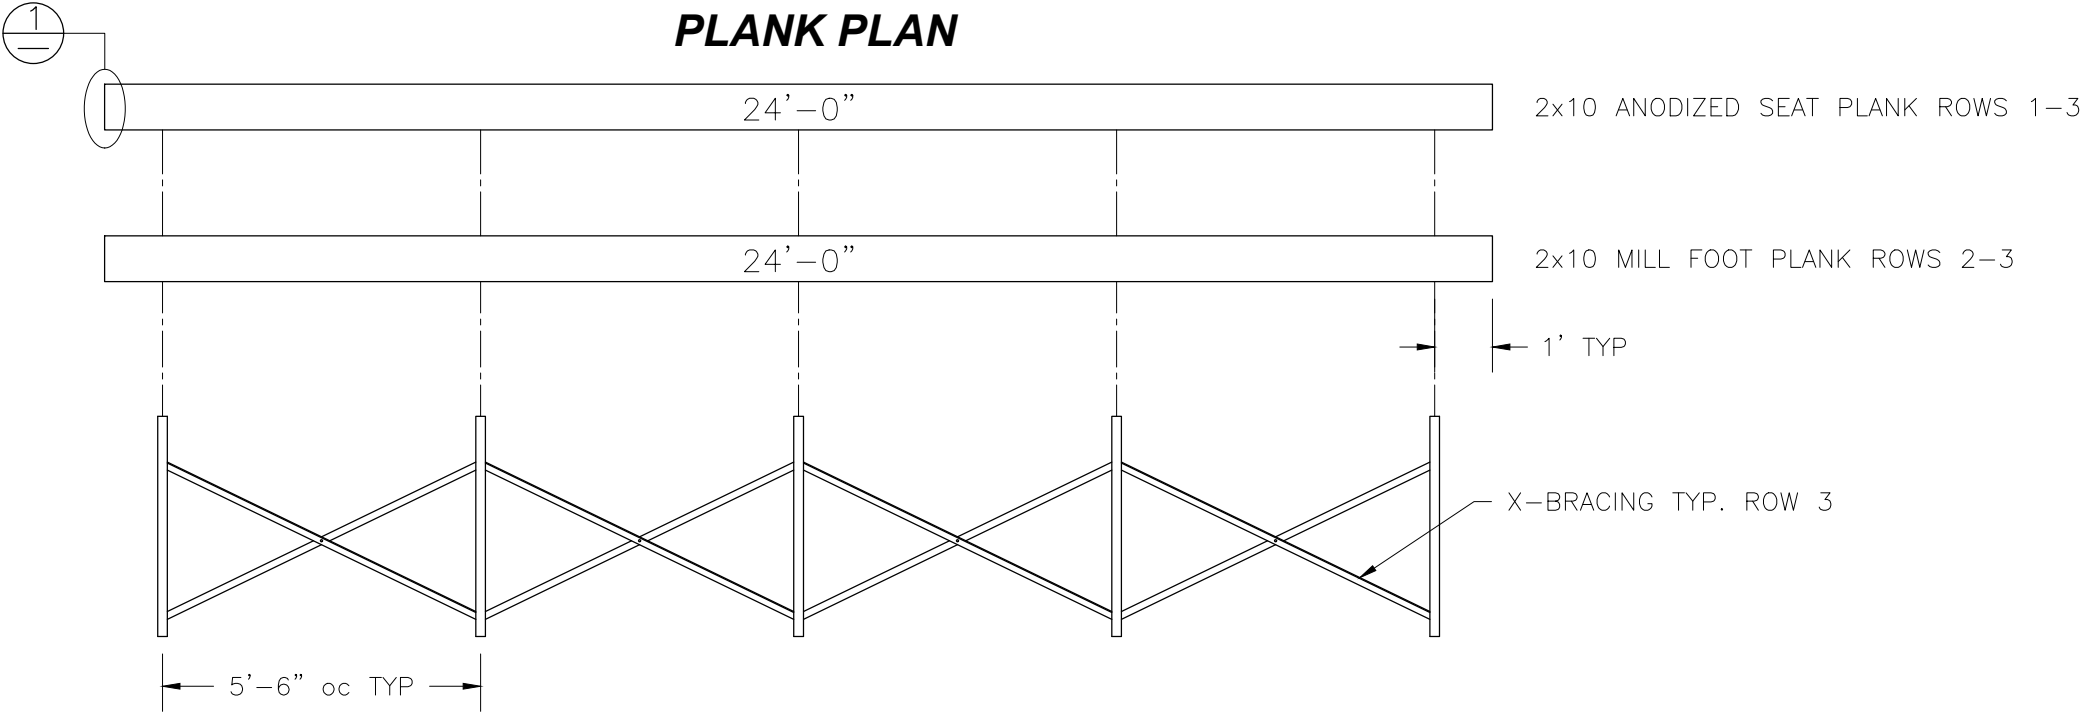 1
PLANK PLAN
24'-0"
2x10 ANODIZED SEAT PLANK ROWS 1-3
24'-0"
2x10 MILL FOOT PLANK ROWS 2-3
1' TYP
X-BRACING TYP. ROW 3
5'-6" oc TYP